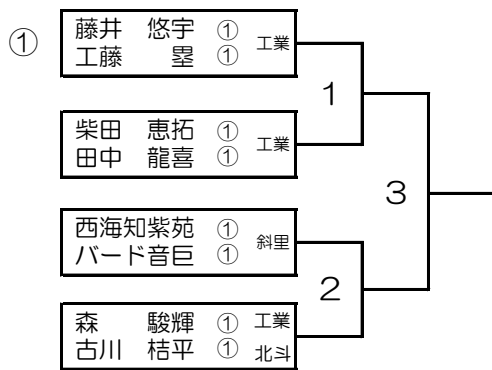 ①
藤井 悠宇 ① 工業
工藤 塁 ①
1
柴田 恵拓 ① 工業
田中 龍喜 ①
3
西海知紫苑 ① 斜里
バード音巨 ①
2
森 駿輝 ① 工業
古川 桔平 ① 北斗